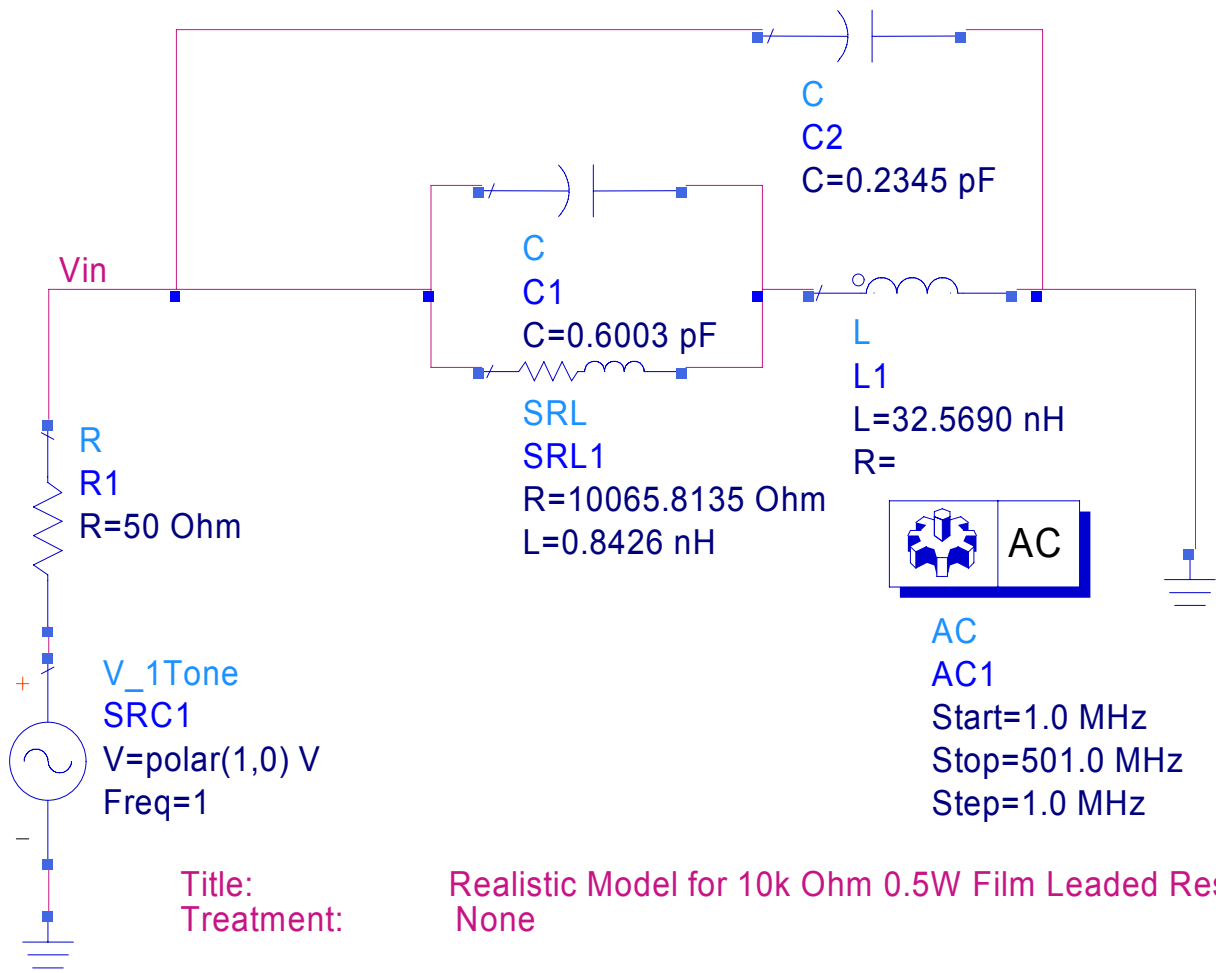 C
C2
C=0.2345 pF
Vin
C
C1
C=0.6003 pF
L
L1
L=32.5690 nH
R=
SRL
SRL1
R=10065.8135 Ohm
L=0.8426 nH
R
R1
R=50 Ohm
AC
AC
AC1
Start=1.0 MHz
Stop=501.0 MHz
Step=1.0 MHz
+
V_1Tone
SRC1
V=polar(1,0) V
Freq=1
–
Title: Realistic Model for 10k Ohm 0.5W Film Leaded Res
Treatment: None